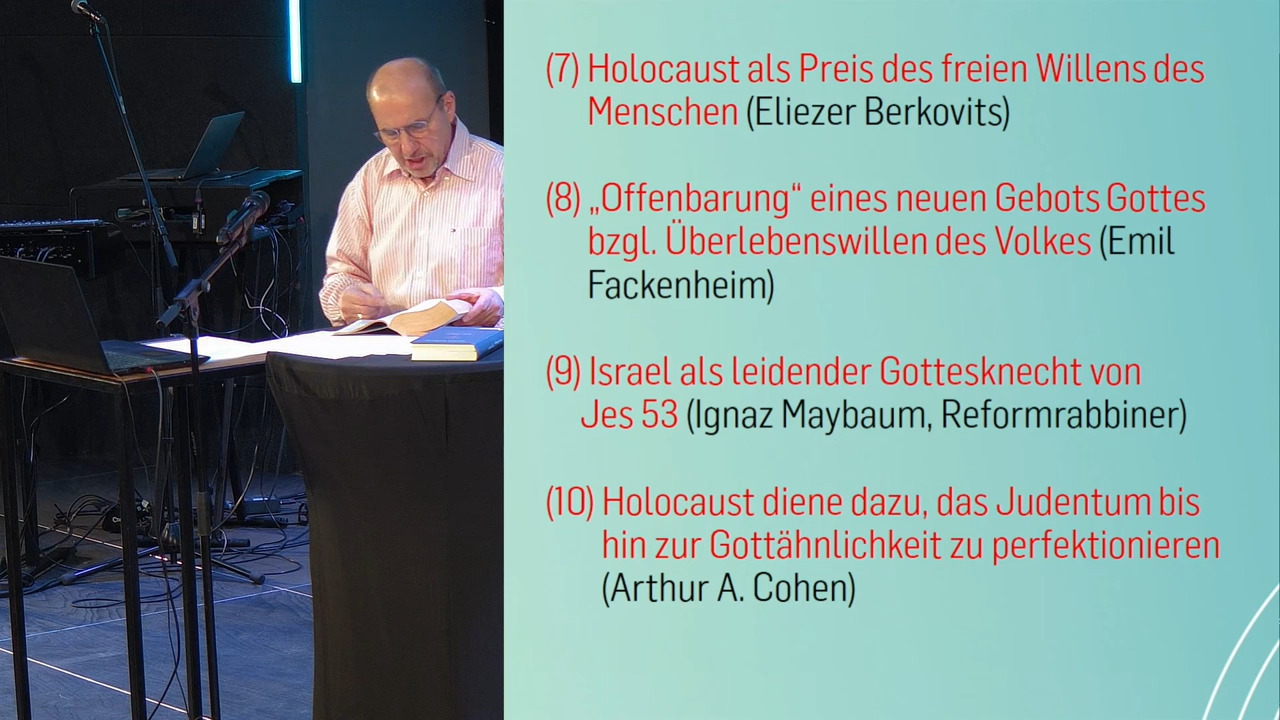 (7) Holocaust als Preis des freien Willens des
Menschen (Eliezer Berkovits)
(8) „Offenbarung“ eines neuen Gebots Gottes
bzgl. Überlebenswillen des Volkes (Emil
Fackenheim)
(9) Israel als leidender Gottesknecht von
Jes 53 (Ignaz Maybaum, Reformrabbiner)
(10) Holocaust diene dazu, das Judentum bis
hin zur Gottähnlichkeit zu perfektionieren
(Arthur A. Cohen)